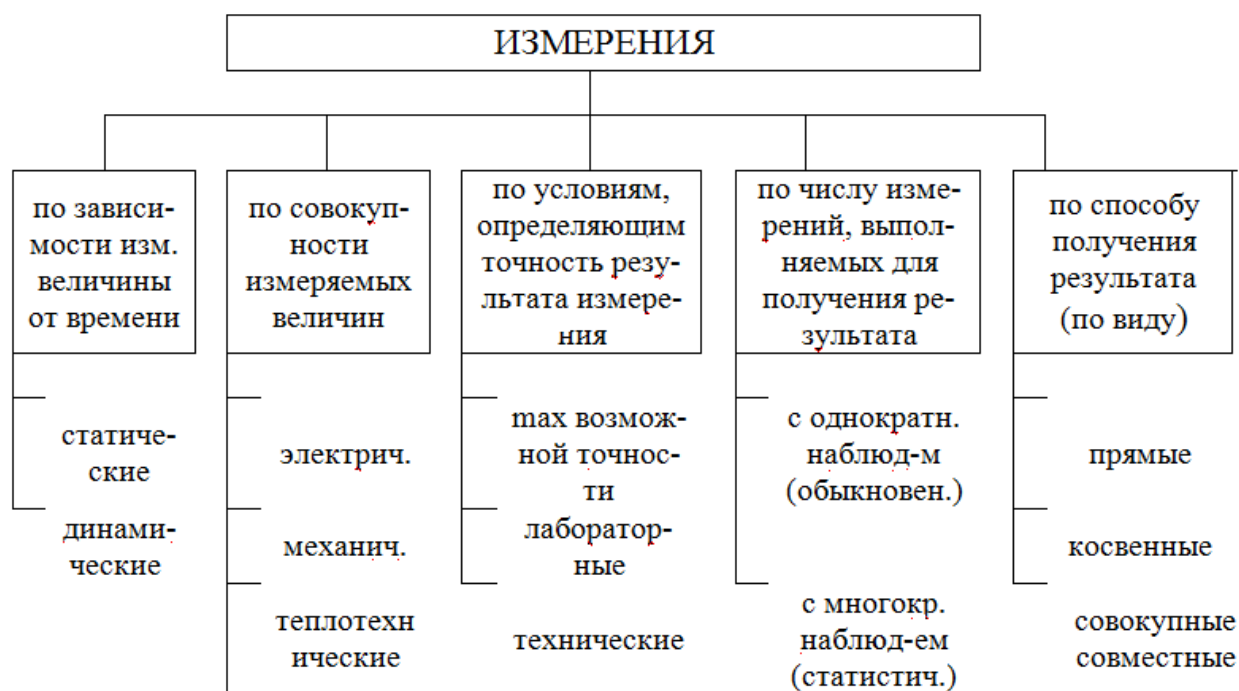 ИЗМЕРЕНИЯ
по зависи-
мости изм.
величины
от времени
статиче-
ские
динами-
ческие
по совокуп-
ности
измеряемых
величин
электрич.
механич.
теплотехн
ические
по условиям,
определяющим
точность резу-
льтата измере-
ния
max возмож-
ной точнос-
ти
лаборатор-
ные
технические
по числу изме-
рений, выпол-
няемых для
получения ре-
зультата
с однократн.
наблюд-м
(обыкновен.)
с многокр.
наблюд-ем
(статистич.)
по способу
получения
результата
(по виду)
прямые
косвенные
совокупные
совместные